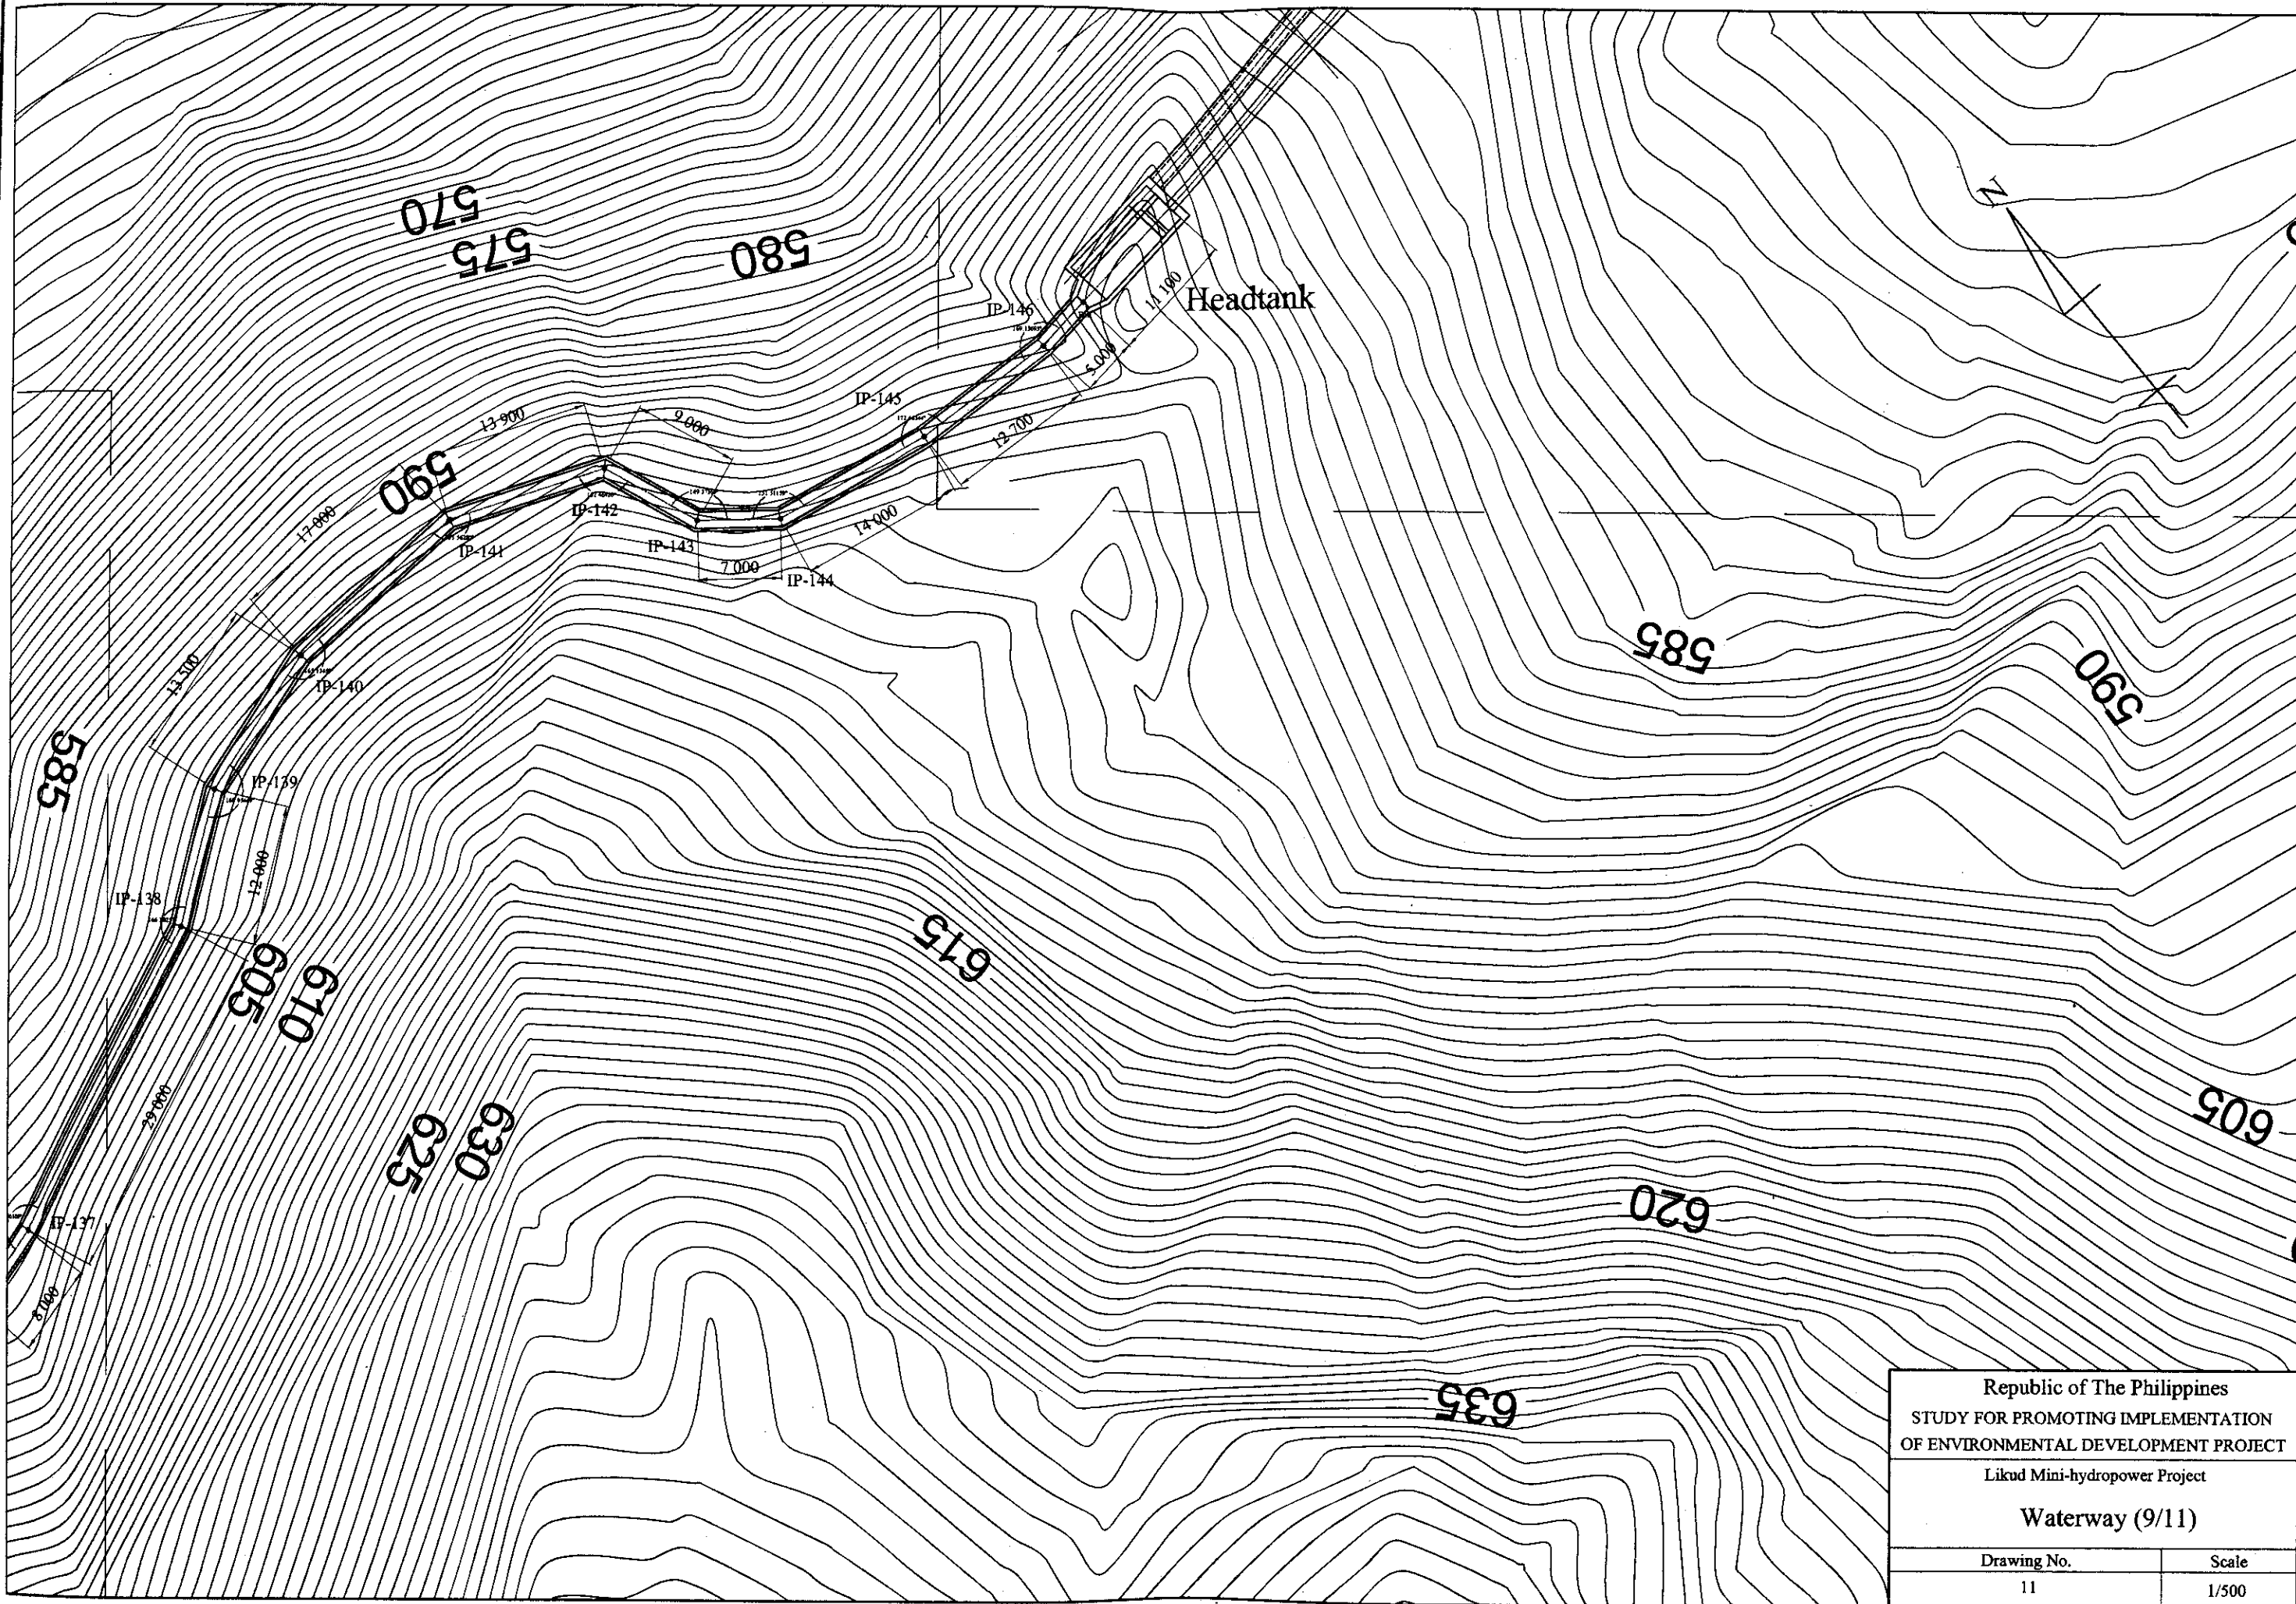 570
575
580
N
IP-146
11 100
Headtank
5 000
IP-145
13 900
9 000
12 700
590
17 000
IP-142
14 000
IP-141
IP-143
7 000
IP-144
585
13 500
IP-140
590
585
IP-139
12 000
IP-138
605
610
615
29 000
625
630
605
620
IP-137
8 000
635
Republic of The Philippines
STUDY FOR PROMOTING IMPLEMENTATION
OF ENVIRONMENTAL DEVELOPMENT PROJECT
Likud Mini-hydropower Project
Waterway (9/11)
Drawing No.
Scale
11
1/500